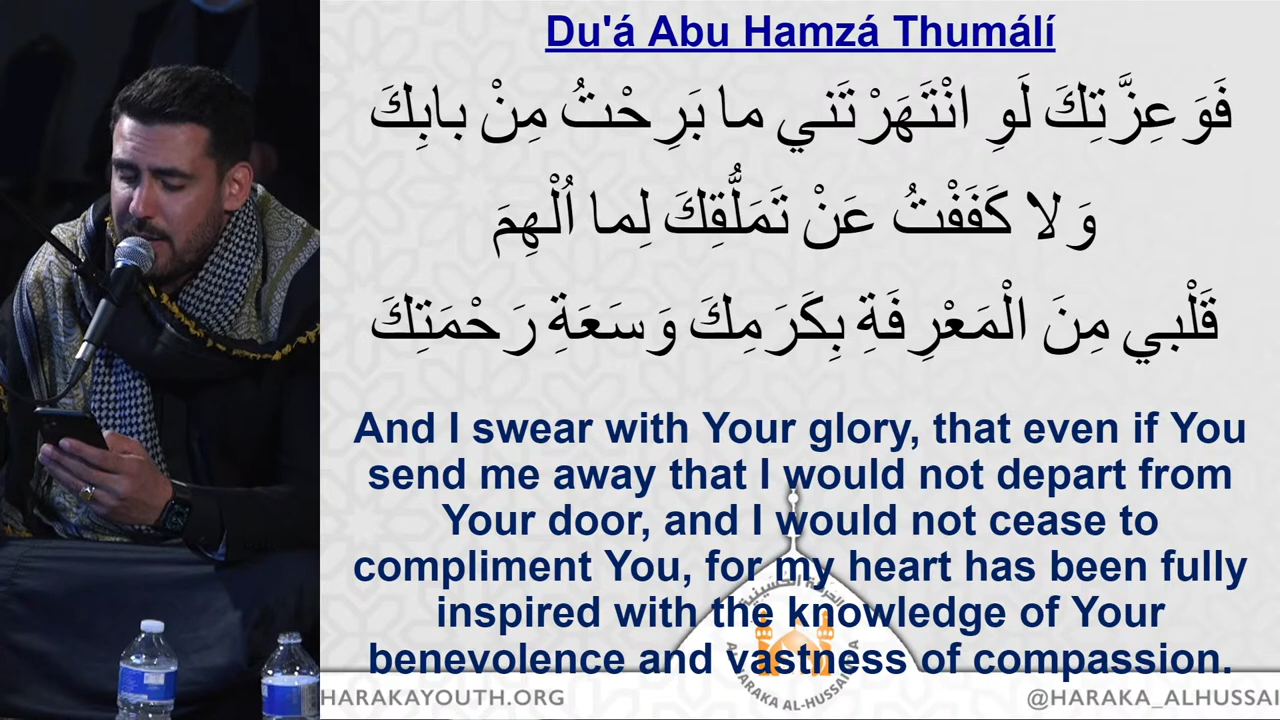 Du'á Abu Hamzá Thumálí
فَوَعِزَّتِكَ لَوِ انْتَهَرْتَني ما بَرِحْتُ مِنْ بابِكَ
وَلا كَفَفْتُ عَنْ تَمَلُّقِكَ لِما اُلْهِمَ
قَلْبي مِنَ الْمَعْرِفَةِ بِكَرَمِكَ وَسَعَةِ رَحْمَتِكَ
And I swear with Your glory, that even if You
send me away that I would not depart from
Your door, and I would not cease to
compliment You, for my heart has been fully
inspired with the knowledge of Your
benevolence and vastness of compassion.
HARAKAYOUTH.ORG
HARAKA AL-HUSSAIN
@HARAKA_ALHUSSAI